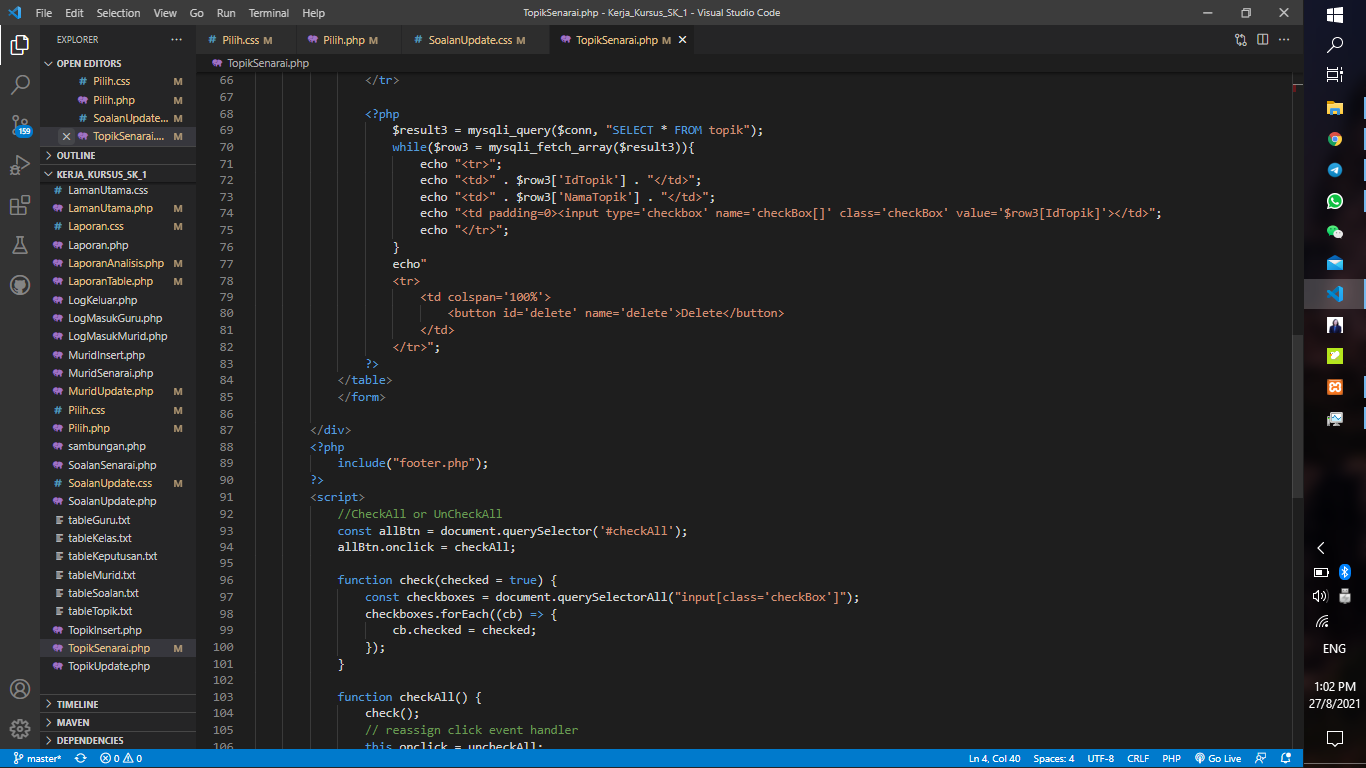 File Edit Selection View Go Run Terminal Help
TopikSenarai.php - Kerja_Kursus_SK_1 - Visual Studio Code
EXPLORER
OPEN EDITORS
Pilih.css M
Pilih.php M
SoalanUpdate... M
TopikSenarai.... M
OUTLINE
KERJA_KURSUS_SK_1
LamanUtama.css
LamanUtama.php M
Laporan.css M
Laporan.php
LaporanAnalisis.php M
LaporanTable.php M
LogKeluar.php
LogMasukGuru.php
LogMasukMurid.php
MuridInsert.php
MuridSenarai.php
MuridUpdate.php M
Pilih.css M
Pilih.php M
sambungan.php
SoalanSenarai.php
SoalanUpdate.css M
SoalanUpdate.php
tableGuru.txt
tableKelas.txt
tableKeputusan.txt
tableMurid.txt
tableSoalan.txt
tableTopik.txt
TopikInsert.php
TopikSenarai.php M
TopikUpdate.php
TIMELINE
MAVEN
DEPENDENCIES
159
Pilih.css M Pilih.php M SoalanUpdate.css M TopikSenarai.php M
TopikSenarai.php
66 </tr>
67
68 <?php
69 $result3 = mysqli_query($conn, "SELECT * FROM topik");
70 while($row3 = mysqli_fetch_array($result3)){
71 echo "<tr>";
72 echo "<td>" . $row3['IdTopik'] . "</td>";
73 echo "<td>" . $row3['NamaTopik'] . "</td>";
74 echo "<td padding=0><input type='checkbox' name='checkBox[]' class='checkBox' value='$row3[IdTopik]'></td>";
75 echo "</tr>";
76 }
77 echo"
78 <tr>
79 <td colspan='100%'>
80 <button id='delete' name='delete'>Delete</button>
81 </td>
82 </tr>";
83 ?>
84 </table>
85 </form>
86
87 </div>
88 <?php
89 include("footer.php");
90 ?>
91 <script>
92 //CheckAll or UnCheckAll
93 const allBtn = document.querySelector('#checkAll');
94 allBtn.onclick = checkAll;
95
96 function check(checked = true) {
97 const checkboxes = document.querySelectorAll("input[class='checkBox']");
98 checkboxes.forEach((cb) => {
99 cb.checked = checked;
100 });
101 }
102
103 function checkAll() {
104 check();
105 // reassign click event handler
106 this.onclick = uncheckAll;
master* 0 0
Ln 4, Col 40 Spaces: 4 UTF-8 CRLF PHP Go Live
ENG
1:02 PM
27/8/2021